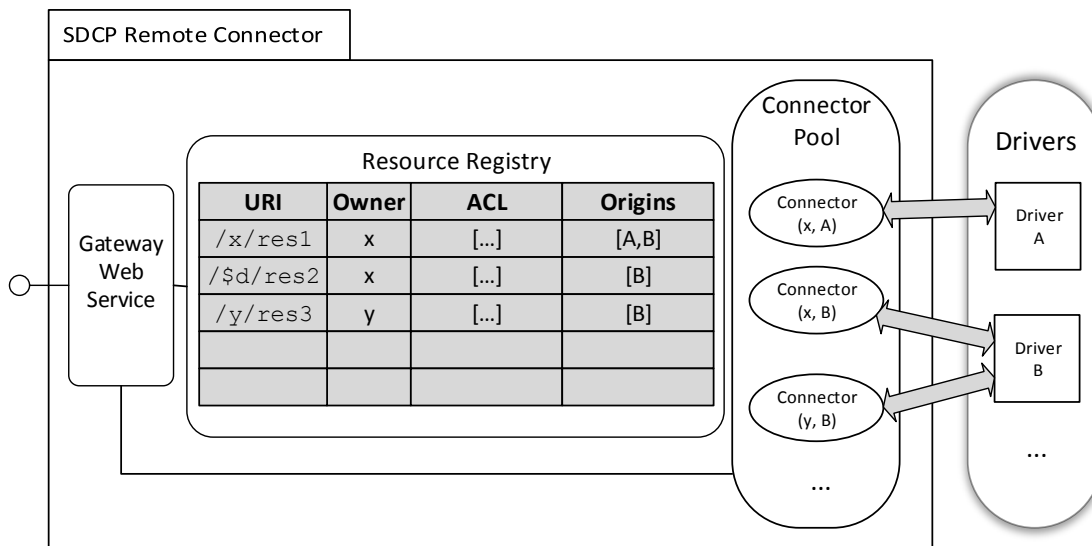 SDCP Remote Connector
Gateway
Web
Service
Resource Registry
URI Owner ACL Origins
/x/res1 x [...] [A,B]
/$d/res2 x [...] [B]
/y/res3 y [...] [B]
Connector
Pool
Connector
(x, A)
Connector
(x, B)
Connector
(y, B)
...
Drivers
Driver
A
Driver
B
...